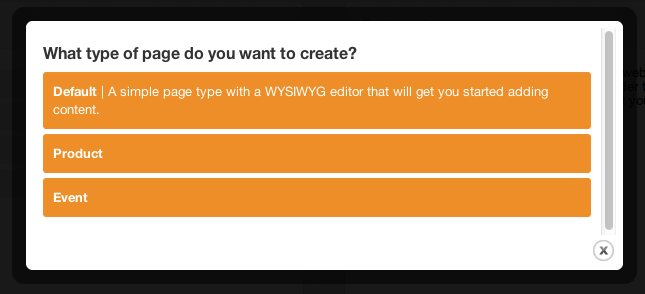 What type of page do you want to create?
Default | A simple page type with a WYSIWYG editor that will get you started adding
content.
Product
Event
x